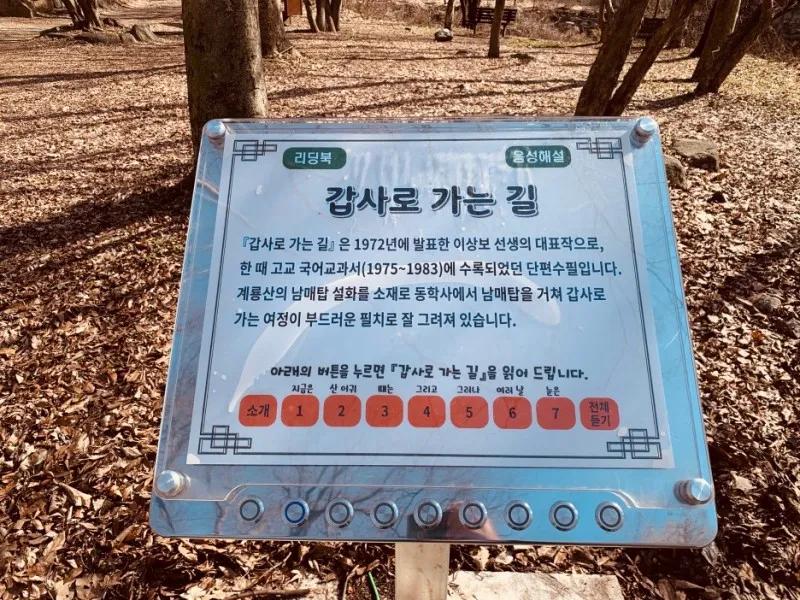 리딩북
음성해설
갑사로 가는 길
『갑사로 가는 길』은 1972년에 발표한 이상보 선생의 대표작으로,
한 때 고교 국어교과서(1975~1983)에 수록되었던 단편수필입니다.
계룡산의 남매탑 설화를 소재로 동학사에서 남매탑을 거쳐 갑사로
가는 여정이 부드러운 필치로 잘 그려져 있습니다.
아래의 버튼을 누르면 『갑사로 가는 길』을 읽어 드립니다.
지금은 산 어귀 때는 그리고 그러나 여러 날 눈은
소개 1 2 3 4 5 6 7 전체
듣기